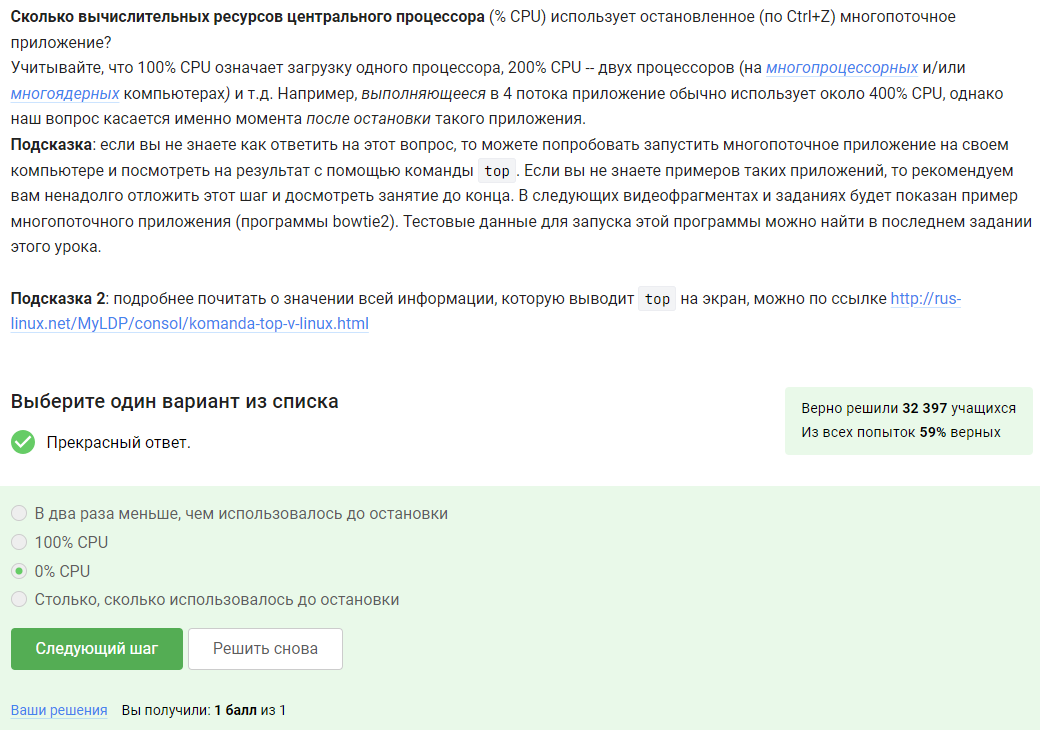 Сколько вычислительных ресурсов центрального процессора (% CPU) использует остановленное (по Ctrl+Z) многопоточное
приложение?
Учитывайте, что 100% CPU означает загрузку одного процессора, 200% CPU -- двух процессоров (на многопроцессорных и/или
многоядерных компьютерах) и т.д. Например, выполняющееся в 4 потока приложение обычно использует около 400% CPU, однако
наш вопрос касается именно момента после остановки такого приложения.
Подсказка: если вы не знаете как ответить на этот вопрос, то можете попробовать запустить многопоточное приложение на своем
компьютере и посмотреть на результат с помощью команды top. Если вы не знаете примеров таких приложений, то рекомендуем
вам ненадолго отложить этот шаг и досмотреть занятие до конца. В следующих видеофрагментах и заданиях будет показан пример
многопоточного приложения (программы bowtie2). Тестовые данные для запуска этой программы можно найти в последнем задании
этого урока.
Подсказка 2: подробнее почитать о значении всей информации, которую выводит top на экран, можно по ссылке http://rus-
linux.net/MyLDP/consol/komanda-top-v-linux.html
Выберите один вариант из списка
Прекрасный ответ.
Верно решили 32 397 учащихся
Из всех попыток 59% верных
В два раза меньше, чем использовалось до остановки
100% CPU
0% CPU
Столько, сколько использовалось до остановки
Следующий шаг
Решить снова
Ваши решения Вы получили: 1 балл из 1